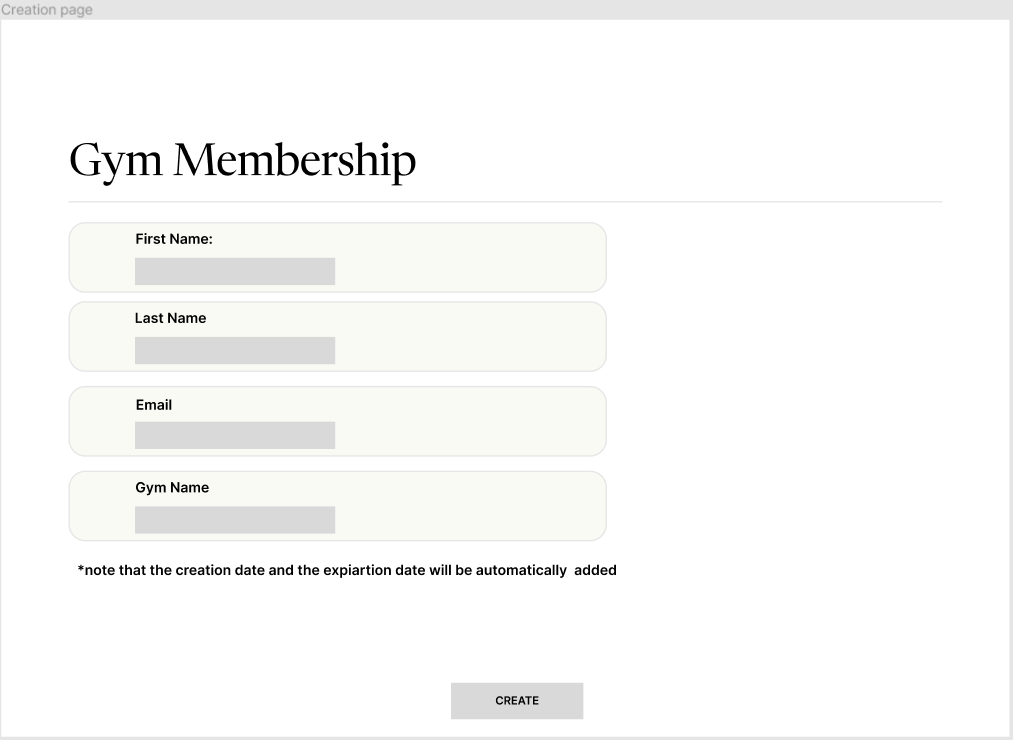 Creation page
Gym Membership
First Name:
Last Name
Email
Gym Name
*note that the creation date and the expiartion date will be automatically  added
CREATE